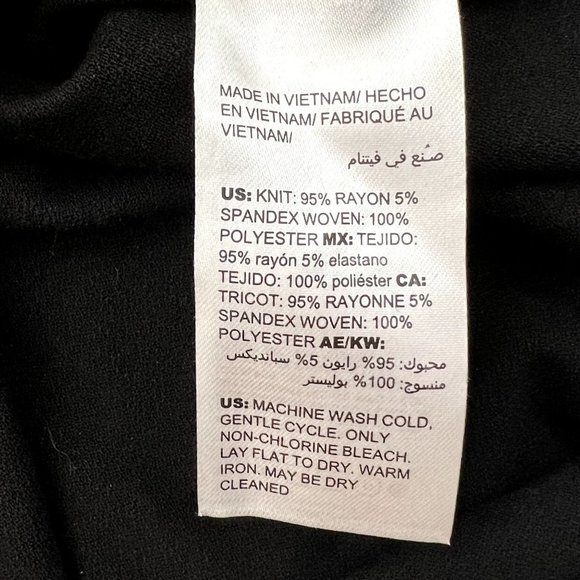 MADE IN VIETNAM/ HECHO
EN VIETNAM/ FABRIQUÉ AU
VIETNAM/
صُنع في فيتنام
US: KNIT: 95% RAYON 5%
SPANDEX WOVEN: 100%
POLYESTER MX: TEJIDO:
95% rayón 5% elastano
TEJIDO: 100% poliéster CA:
TRICOT: 95% RAYONNE 5%
SPANDEX WOVEN: 100%
POLYESTER AE/KW:
محبوك: 95% رايون 5% سبانديكس
منسوج: 100% بوليستر
US: MACHINE WASH COLD,
GENTLE CYCLE. ONLY
NON-CHLORINE BLEACH.
LAY FLAT TO DRY. WARM
IRON. MAY BE DRY
CLEANED